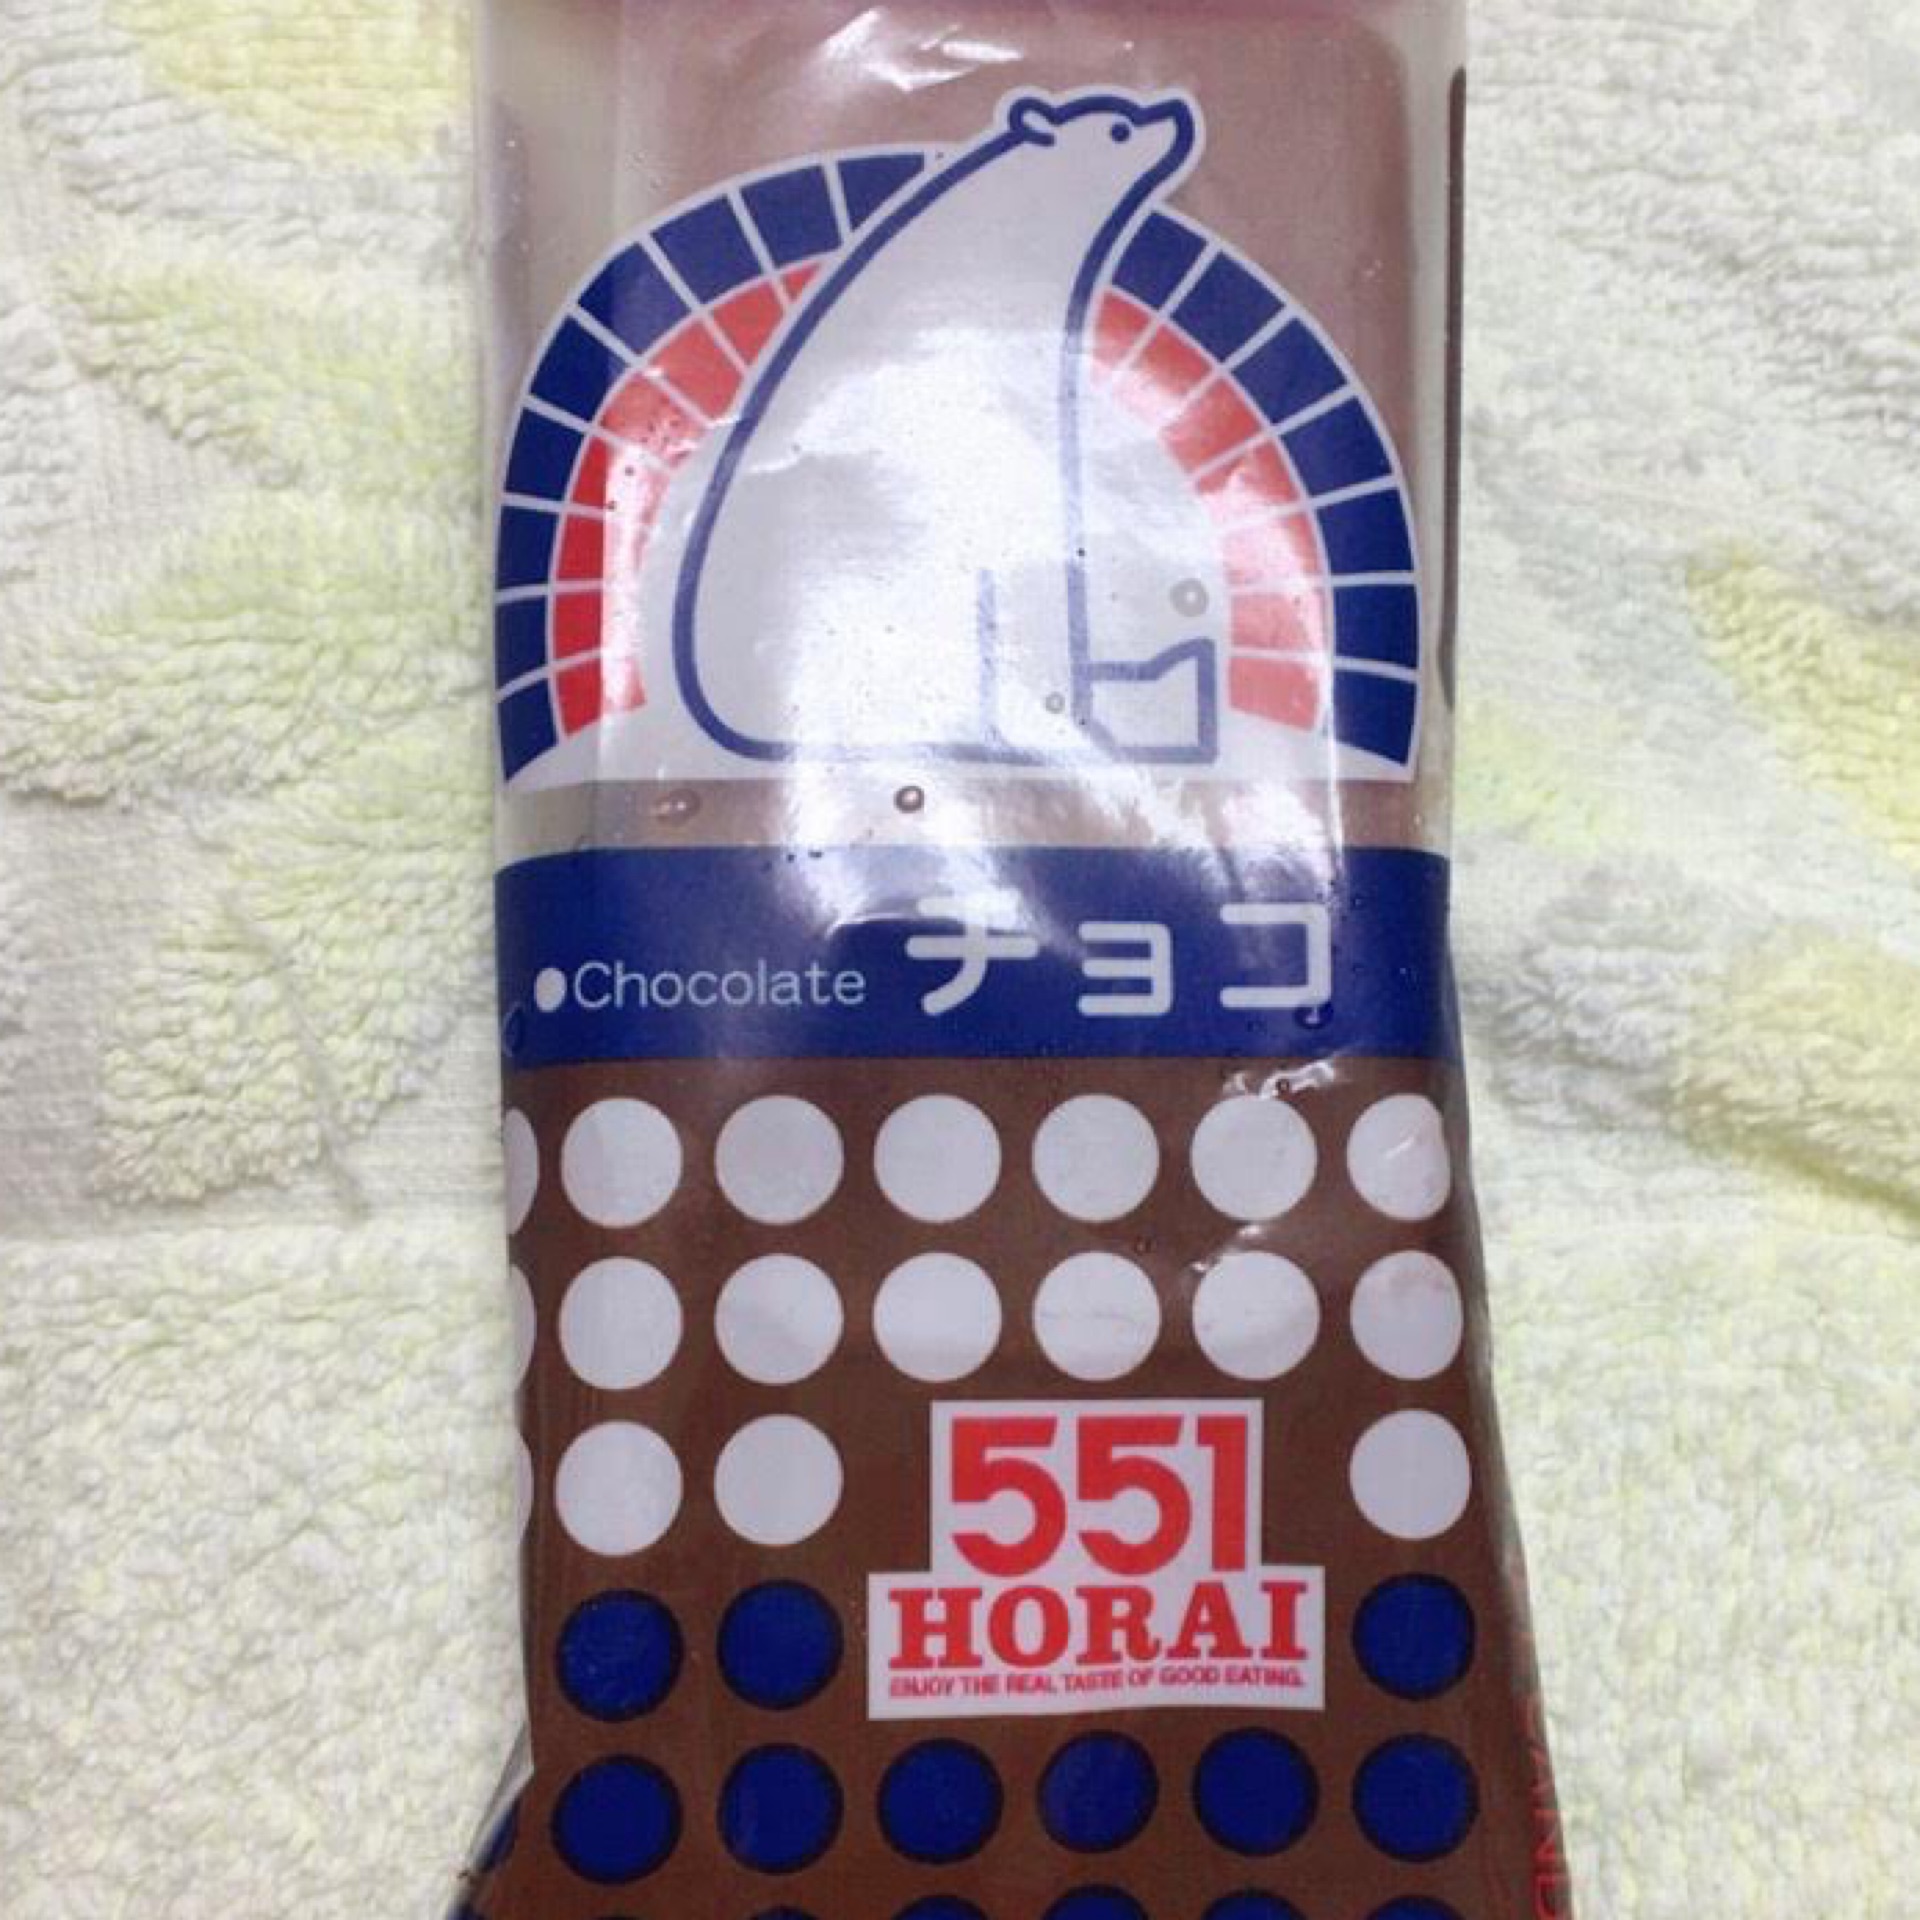 ●Chocolate チョコ
551
HORAI
ENJOY THE REAL TASTE OF GOOD EATING.